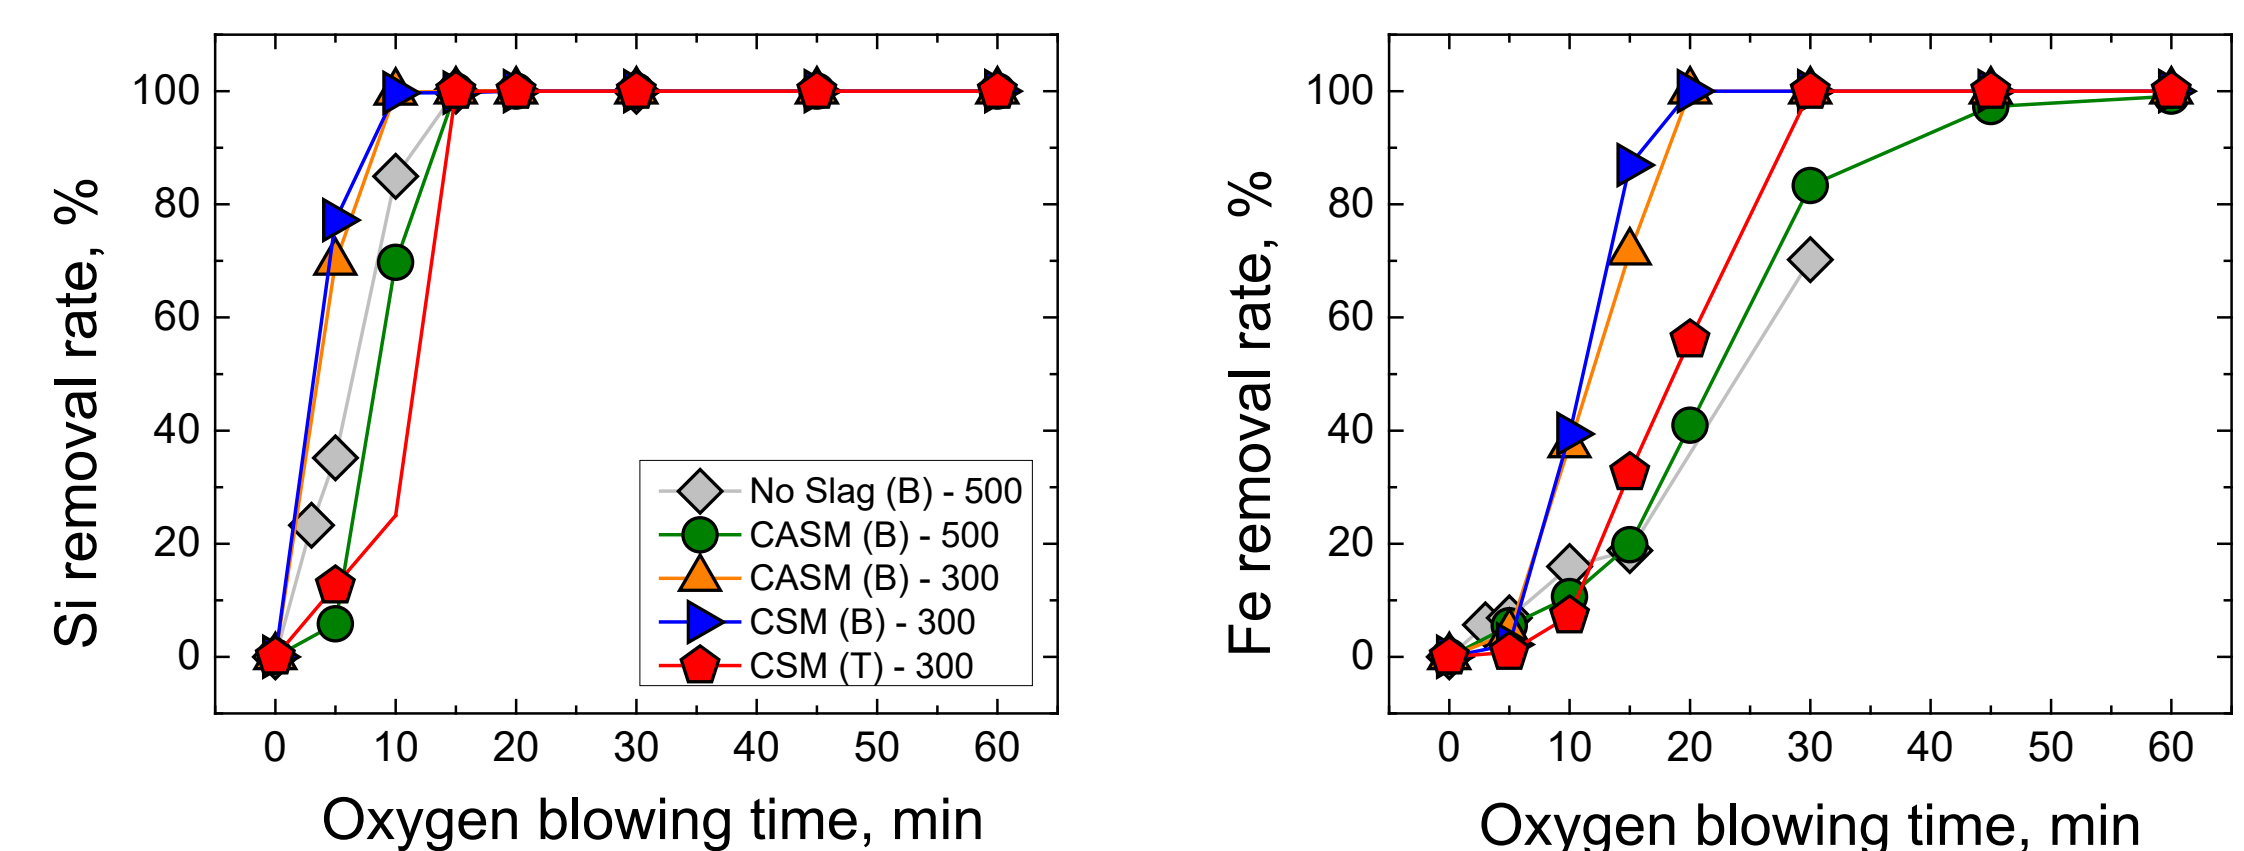 Si removal rate, %
100
80
60
40
20
0
0 10 20 30 40 50 60
Oxygen blowing time, min
No Slag (B) - 500
CASM (B) - 500
CASM (B) - 300
CSM (B) - 300
CSM (T) - 300
Fe removal rate, %
100
80
60
40
20
0
0 10 20 30 40 50 60
Oxygen blowing time, min